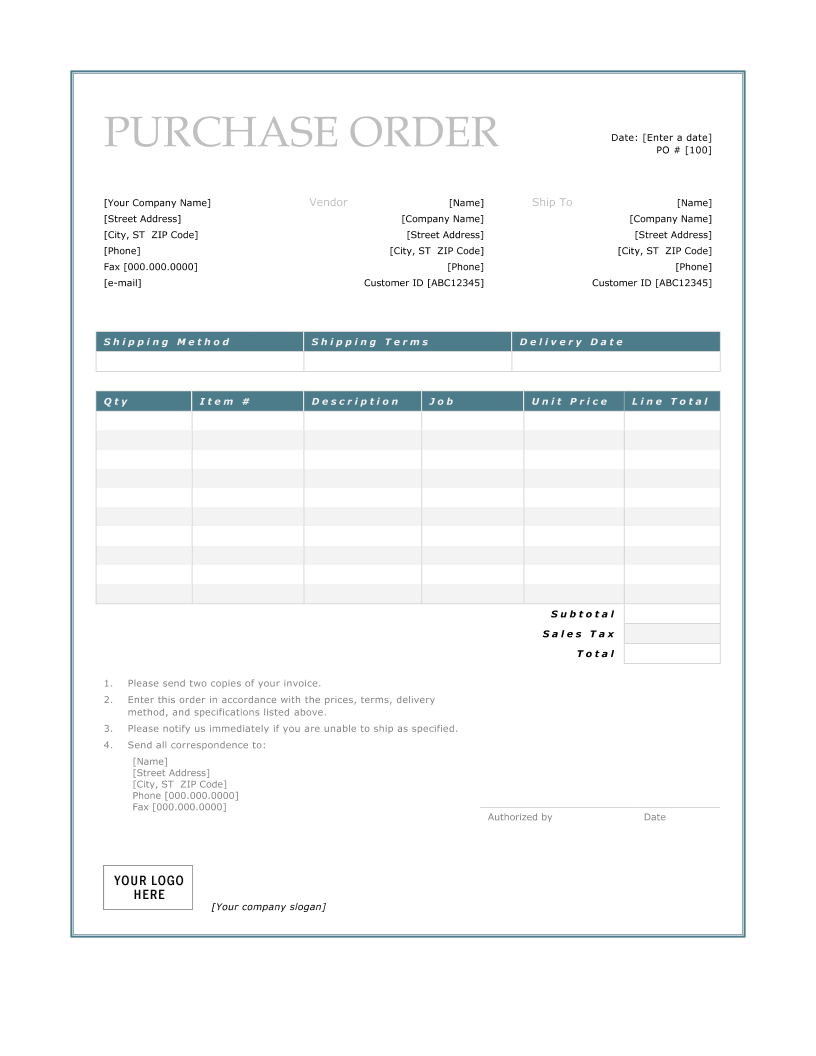 PURCHASE ORDER
Date: [Enter a date]
PO # [100]
[Your Company Name]
[Street Address]
[City, ST  ZIP Code]
[Phone]
Fax [000.000.0000]
[e-mail]
Vendor
[Name]
[Company Name]
[Street Address]
[City, ST  ZIP Code]
[Phone]
Customer ID [ABC12345]
Ship To
[Name]
[Company Name]
[Street Address]
[City, ST  ZIP Code]
[Phone]
Customer ID [ABC12345]
Shipping Method Shipping Terms Delivery Date
Qty Item # Description Job Unit Price Line Total
Subtotal
Sales Tax
Total
1. Please send two copies of your invoice.
2. Enter this order in accordance with the prices, terms, delivery
method, and specifications listed above.
3. Please notify us immediately if you are unable to ship as specified.
4. Send all correspondence to:
[Name]
[Street Address]
[City, ST  ZIP Code]
Phone [000.000.0000]
Fax [000.000.0000]
Authorized by Date
YOUR LOGO
HERE
[Your company slogan]